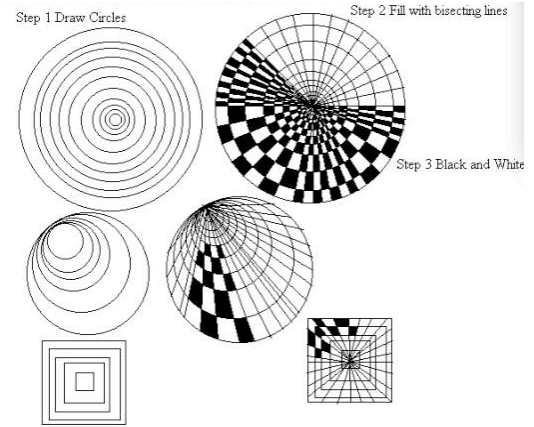 Step 1 Draw Circles
Step 2 Fill with bisecting lines
Step 3 Black and White